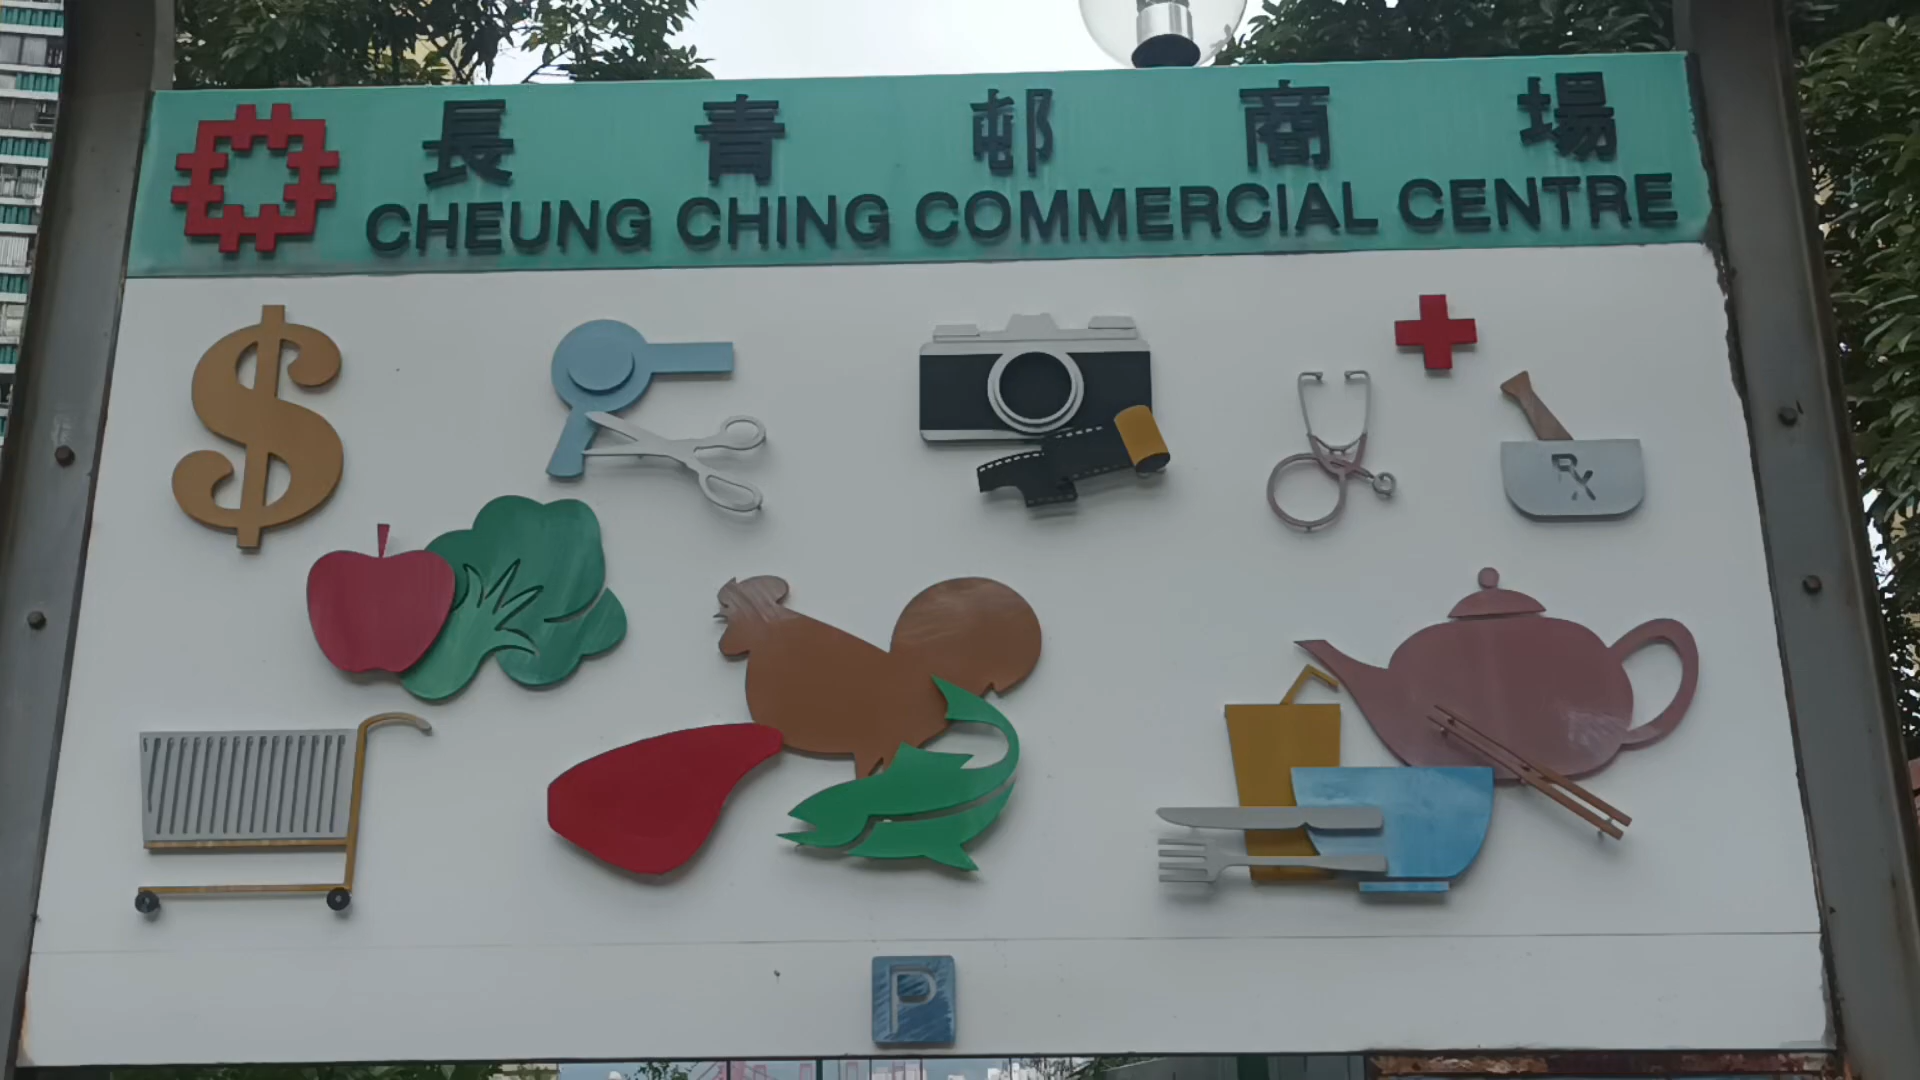 長青邨商場
CHEUNG CHING COMMERCIAL CENTRE
$
Rx
P